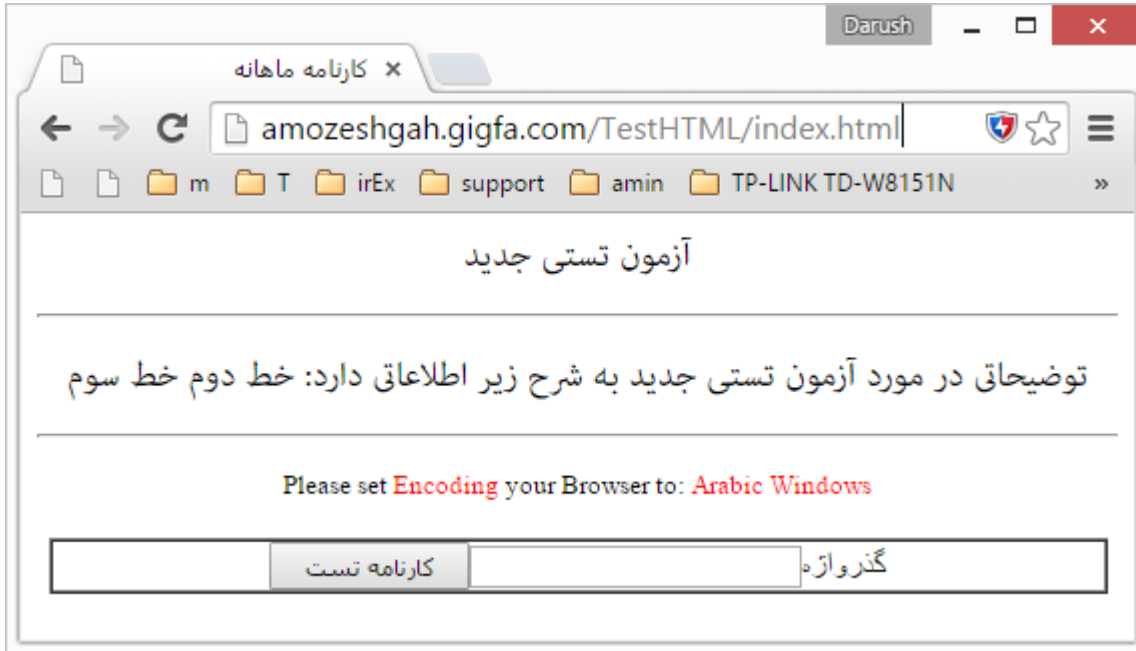 Darush
کارنامه ماهانه
amozeshgah.gigfa.com/TestHTML/index.html
m T irEx support amin TP-LINK TD-W8151N »
آزمون تستی جدید
توضیحاتی در مورد آزمون تستی جدید به شرح زیر اطلاعاتی دارد: خط دوم خط سوم
Please set Encoding your Browser to: Arabic Windows
گذرواژه کارنامه تست